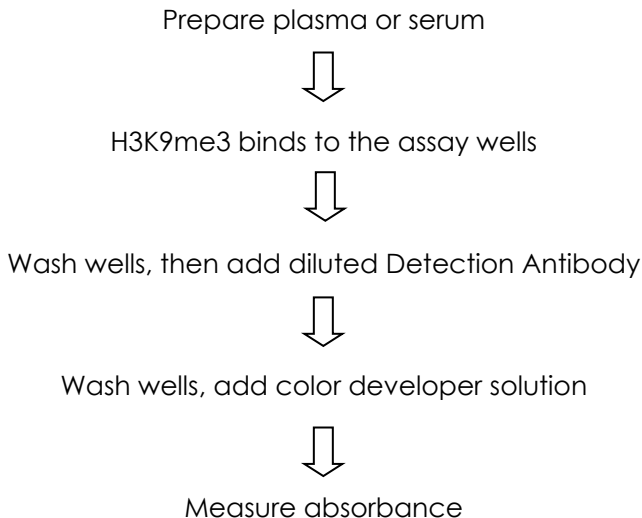 Prepare plasma or serum
H3K9me3 binds to the assay wells
Wash wells, then add diluted Detection Antibody
Wash wells, add color developer solution
Measure absorbance